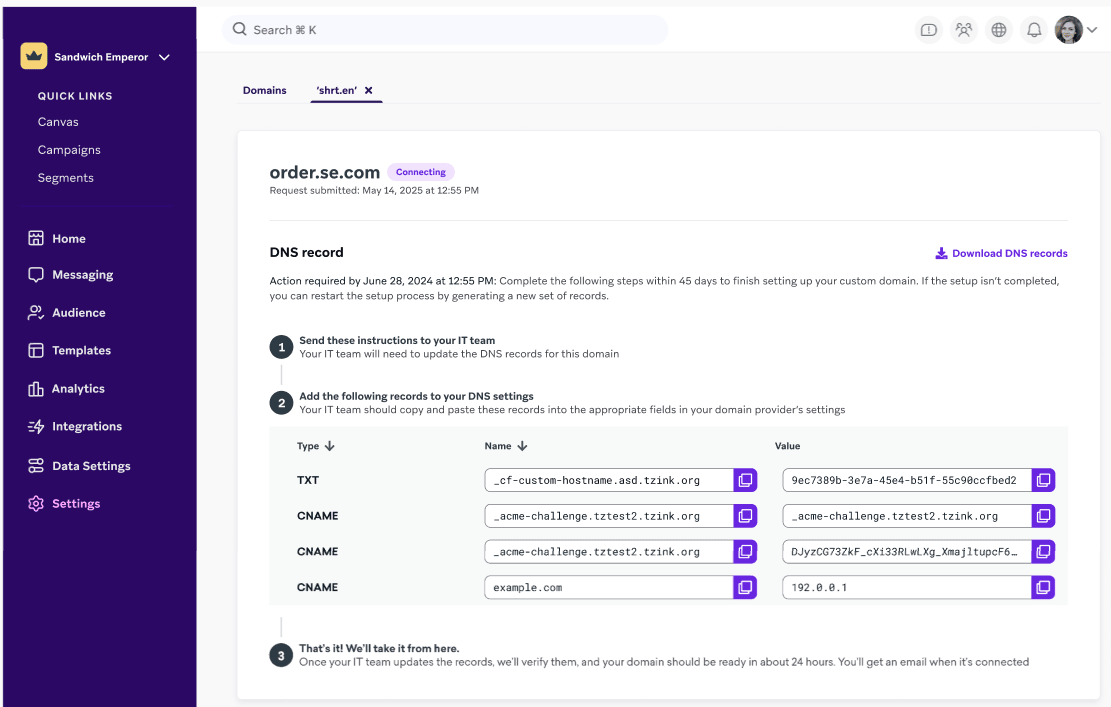 Search ⌘ K
Sandwich Emperor
QUICK LINKS
Canvas
Campaigns
Segments
Home
Messaging
Audience
Templates
Analytics
Integrations
Data Settings
Settings
Domains
‘shrt.en’
order.se.com
Connecting
Request submitted: May 14, 2025 at 12:55 PM
DNS record
Download DNS records
Action required by June 28, 2024 at 12:55 PM: Complete the following steps within 45 days to finish setting up your custom domain. If the setup isn’t completed,
you can restart the setup process by generating a new set of records.
1
Send these instructions to your IT team
Your IT team will need to update the DNS records for this domain
2
Add the following records to your DNS settings
Your IT team should copy and paste these records into the appropriate fields in your domain provider’s settings
Type Name Value
TXT _cf-custom-hostname.asd.tzink.org 9ec7389b-3e7a-45e4-b51f-55c90ccfbed2
CNAME _acme-challenge.tztest2.tzink.org _acme-challenge.tztest2.tzink.org
CNAME _acme-challenge.tztest2.tzink.org DJyzCG73ZkF_cXi33RLwLXg_XmajltupcF6…
CNAME example.com 192.0.0.1
3
That’s it! We’ll take it from here.
Once your IT team updates the records, we’ll verify them, and your domain should be ready in about 24 hours. You’ll get an email when it’s connected